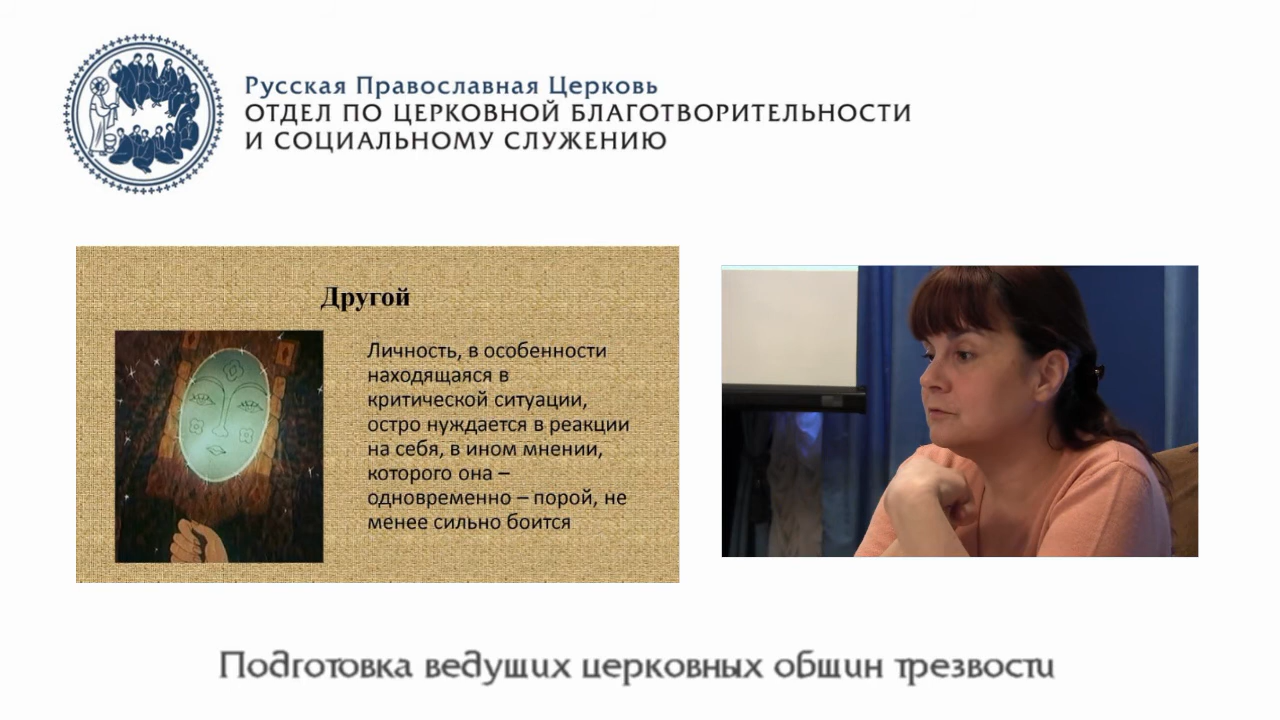 Русская Православная Церковь
ОТДЕЛ ПО ЦЕРКОВНОЙ БЛАГОТВОРИТЕЛЬНОСТИ
И СОЦИАЛЬНОМУ СЛУЖЕНИЮ
Другой
Личность, в особенности
находящаяся в
критической ситуации,
остро нуждается в реакции
на себя, в ином мнении,
которого она –
одновременно – порой, не
менее сильно боится
Подготовка ведущих церковных общин трезвости